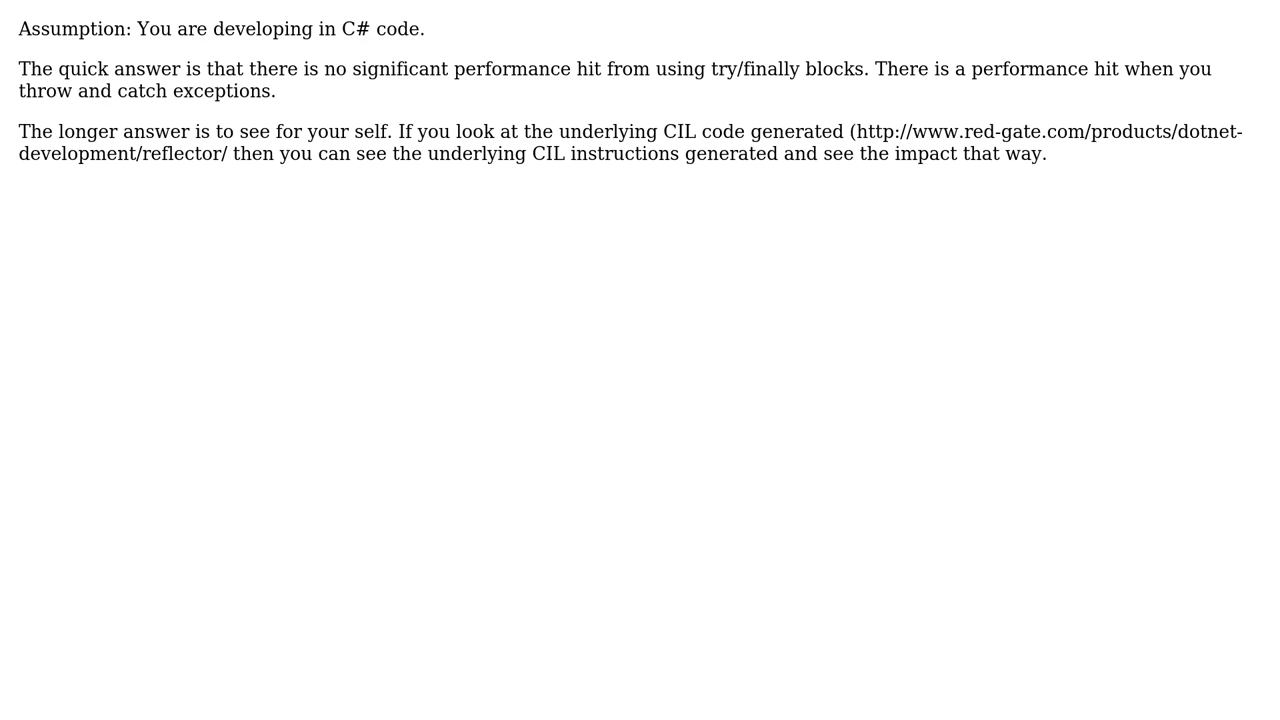 Assumption: You are developing in C# code.
The quick answer is that there is no significant performance hit from using try/finally blocks. There is a performance hit when you
throw and catch exceptions.
The longer answer is to see for your self. If you look at the underlying CIL code generated (http://www.red-gate.com/products/dotnet-
development/reflector/ then you can see the underlying CIL instructions generated and see the impact that way.